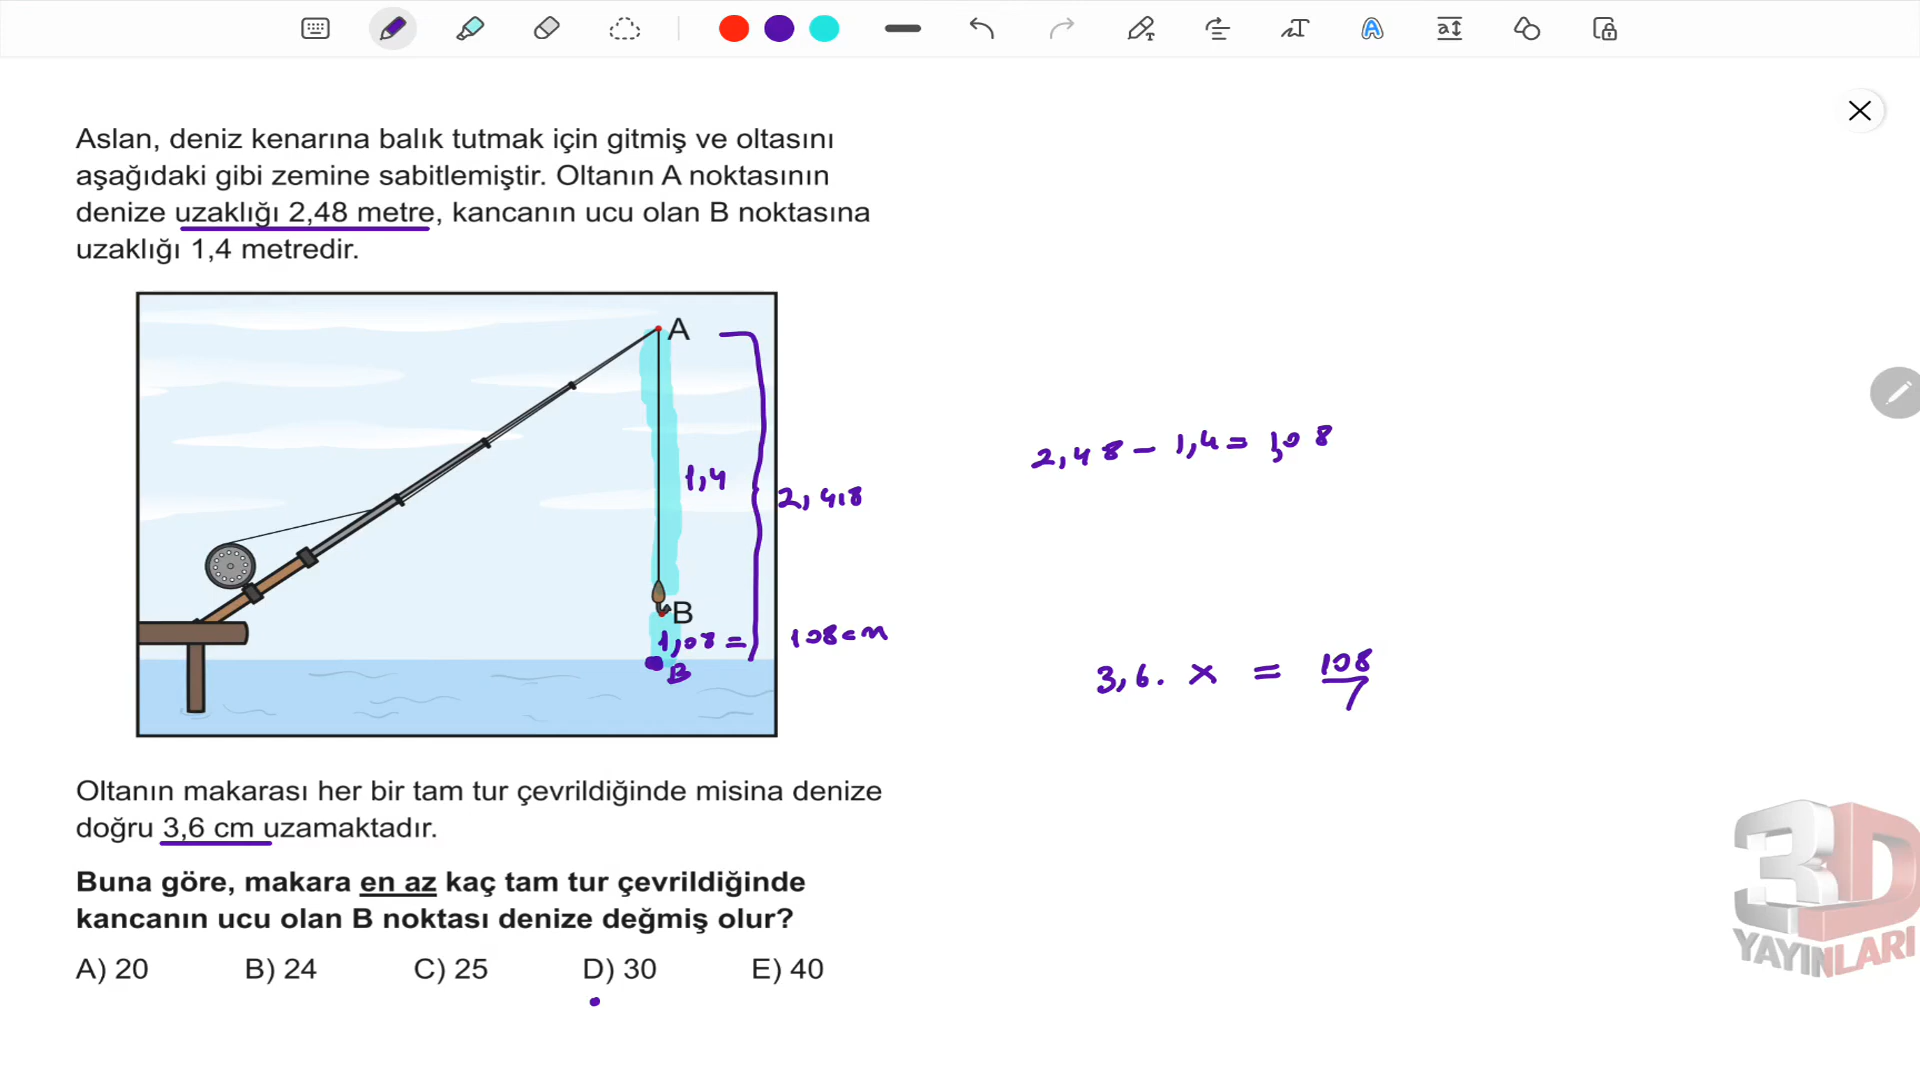 Aslan, deniz kenarına balık tutmak için gitmiş ve oltasını
aşağıdaki gibi zemine sabitlemiştir. Oltanın A noktasının
denize uzaklığı 2,48 metre, kancanın ucu olan B noktasına
uzaklığı 1,4 metredir.
A
1,4
2,48
B
1,08 = 108cm
B
2,48 - 1,4 = 1,08
3,6. x = 108
Oltanın makarası her bir tam tur çevrildiğinde misina denize
doğru 3,6 cm uzamaktadır.
Buna göre, makara en az kaç tam tur çevrildiğinde
kancanın ucu olan B noktası denize değmiş olur?
A) 20 B) 24 C) 25 D) 30 E) 40
3D
YAYINLARI